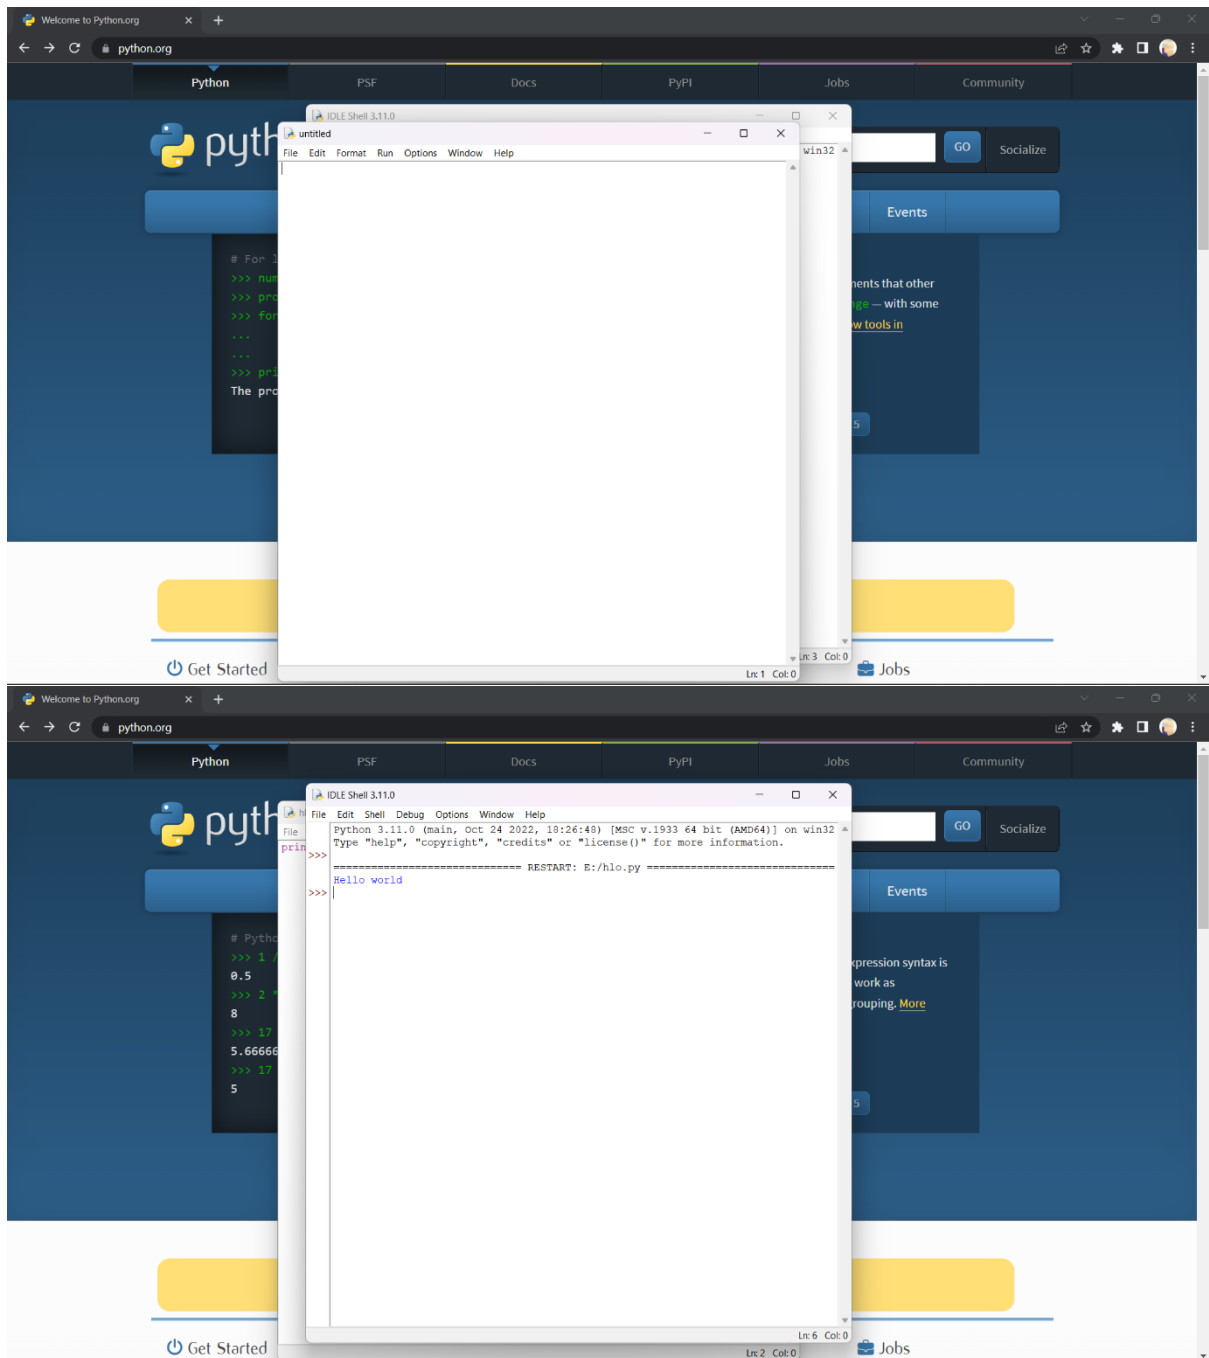 Welcome to Python.org
python.org
Python PSF Docs PyPI Jobs Community
IDLE Shell 3.11.0
untitled
File Edit Format Run Options Window Help
win32
GO Socialize
Events
# For
>>>
>>>
>>> for
...
...
>>>
The
that other
— with some
tools in
5
Ln: 3 Col: 0
Get Started
Jobs
Ln: 1 Col: 0
Welcome to Python.org
python.org
Python PSF Docs PyPI Jobs Community
IDLE Shell 3.11.0
File Edit Shell Debug Options Window Help
File
Python 3.11.0 (main, Oct 24 2022, 18:26:48) [MSC v.1933 64 bit (AMD64)] on win32
Type "help", "copyright", "credits" or "license()" for more information.
>>>
============================== RESTART: E:/hlo.py ==============================
Hello world
>>>
GO Socialize
Events
#
>>> 1 /
0.5
>>> 2 *
8
>>> 17
5.66666
>>> 17
5
syntax is
work as
grouping. More
5
Ln: 6 Col: 0
Get Started
Jobs
Ln: 2 Col: 0